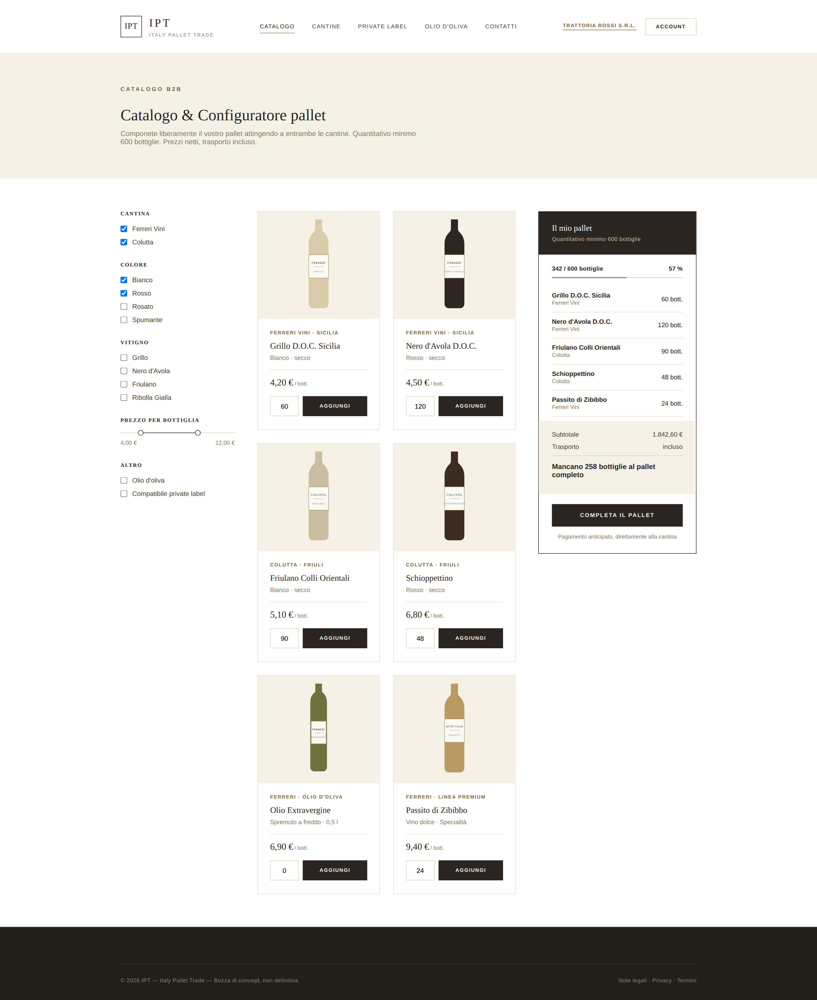 IPT
IPT
ITALY PALLET TRADE
CATALOGO
CANTINE
PRIVATE LABEL
OLIO D'OLIVA
CONTATTI
TRATTORIA ROSSI S.R.L.
ACCOUNT
CATALOGO B2B
Catalogo & Configuratore pallet
Componete liberamente il vostro pallet attingendo a entrambe le cantine. Quantitativo minimo
600 bottiglie. Prezzi netti, trasporto incluso.
CANTINA
Ferreri Vini
Colutta
COLORE
Bianco
Rosso
Rosato
Spumante
VITIGNO
Grillo
Nero d'Avola
Friulano
Ribolla Gialla
PREZZO PER BOTTIGLIA
4,00 €
12,00 €
ALTRO
Olio d'oliva
Compatibile private label
FERRERI
GRILLO
FERRERI VINI · SICILIA
Grillo D.O.C. Sicilia
Bianco · secco
4,20 € / bott.
60
AGGIUNGI
FERRERI
NERO D'AVOLA
FERRERI VINI · SICILIA
Nero d'Avola D.O.C.
Rosso · secco
4,50 € / bott.
120
AGGIUNGI
COLUTTA
FRIULANO
COLUTTA · FRIULI
Friulano Colli Orientali
Bianco · secco
5,10 € / bott.
90
AGGIUNGI
COLUTTA
SCHIOPPETTINO
COLUTTA · FRIULI
Schioppettino
Rosso · secco
6,80 € / bott.
48
AGGIUNGI
FERRERI
OLIO EXTRA
FERRERI · OLIO D'OLIVA
Olio Extravergine
Spremuto a freddo · 0,5 l
6,90 € / bott.
0
AGGIUNGI
SETTE VIGNE
PASSITO
FERRERI · LINEA PREMIUM
Passito di Zibibbo
Vino dolce · Specialità
9,40 € / bott.
24
AGGIUNGI
Il mio pallet
Quantitativo minimo 600 bottiglie
342 / 600 bottiglie
57 %
Grillo D.O.C. Sicilia
Ferreri Vini
60 bott.
Nero d'Avola D.O.C.
Ferreri Vini
120 bott.
Friulano Colli Orientali
Colutta
90 bott.
Schioppettino
Colutta
48 bott.
Passito di Zibibbo
Ferreri Vini
24 bott.
Subtotale
1.842,60 €
Trasporto
incluso
Mancano 258 bottiglie al pallet
completo
COMPLETA IL PALLET
Pagamento anticipato, direttamente alla cantina
© 2026 IPT — Italy Pallet Trade — Bozza di concept, non definitiva
Note legali · Privacy · Termini